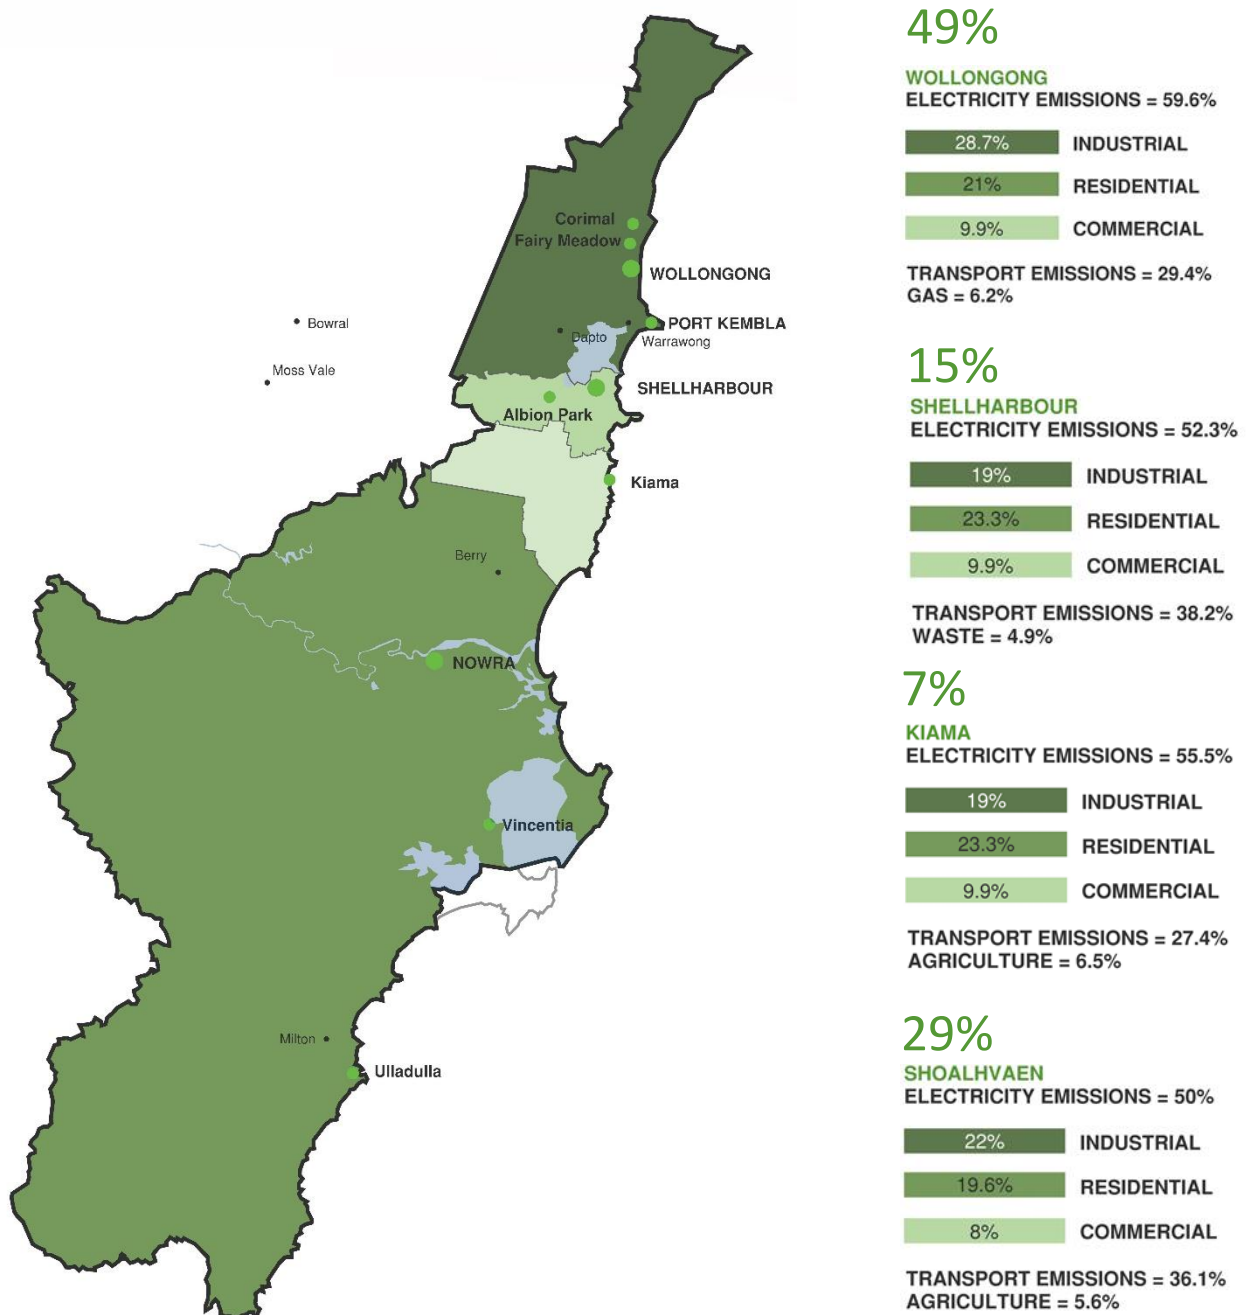 Corimal
Fairy Meadow
WOLLONGONG
Bowral
PORT KEMBLA
Dapto
Warrawong
Moss Vale
SHELLHARBOUR
Albion Park
Kiama
Berry
NOWRA
Vincentia
Milton
Ulladulla
49%
WOLLONGONG
ELECTRICITY EMISSIONS = 59.6%
28.7% INDUSTRIAL
21% RESIDENTIAL
9.9% COMMERCIAL
TRANSPORT EMISSIONS = 29.4%
GAS = 6.2%
15%
SHELLHARBOUR
ELECTRICITY EMISSIONS = 52.3%
19% INDUSTRIAL
23.3% RESIDENTIAL
9.9% COMMERCIAL
TRANSPORT EMISSIONS = 38.2%
WASTE = 4.9%
7%
KIAMA
ELECTRICITY EMISSIONS = 55.5%
19% INDUSTRIAL
23.3% RESIDENTIAL
9.9% COMMERCIAL
TRANSPORT EMISSIONS = 27.4%
AGRICULTURE = 6.5%
29%
SHOALHVAEN
ELECTRICITY EMISSIONS = 50%
22% INDUSTRIAL
19.6% RESIDENTIAL
8% COMMERCIAL
TRANSPORT EMISSIONS = 36.1%
AGRICULTURE = 5.6%